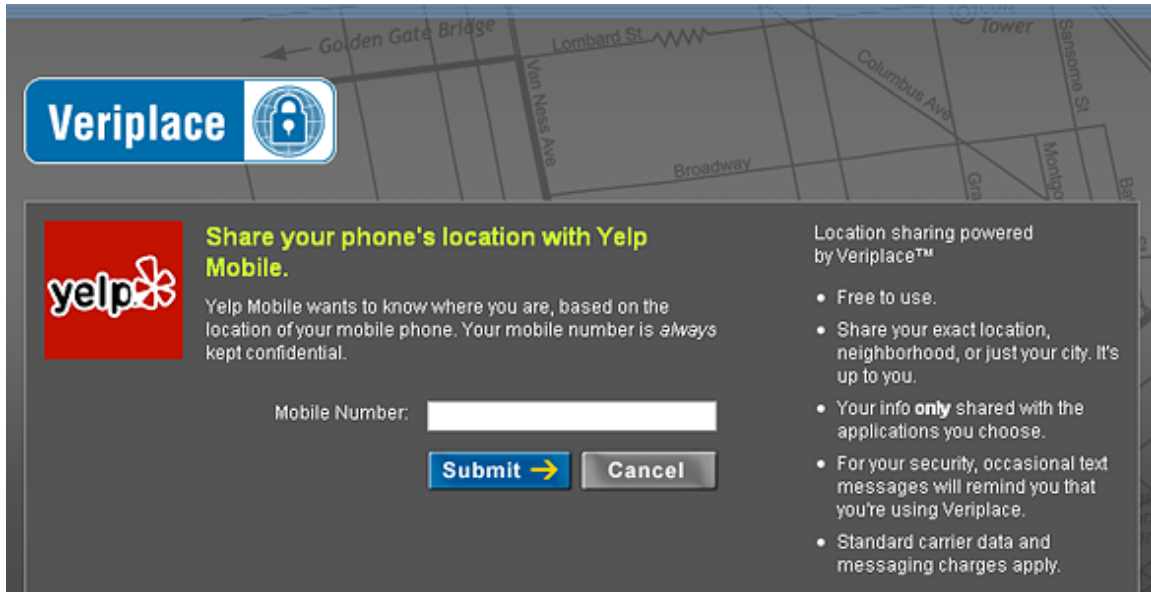 Golden Gate Bridge
Lombard St
Tower
Van Ness Ave
Columbus Ave
Sansome St
Broadway
Veriplace
yelp
Share your phone's location with Yelp
Mobile.
Yelp Mobile wants to know where you are, based on the
location of your mobile phone. Your mobile number is always
kept confidential.
Mobile Number:
Submit →
Cancel
Location sharing powered
by Veriplace™
• Free to use.
• Share your exact location,
neighborhood, or just your city. It's
up to you.
• Your info only shared with the
applications you choose.
• For your security, occasional text
messages will remind you that
you're using Veriplace.
• Standard carrier data and
messaging charges apply.